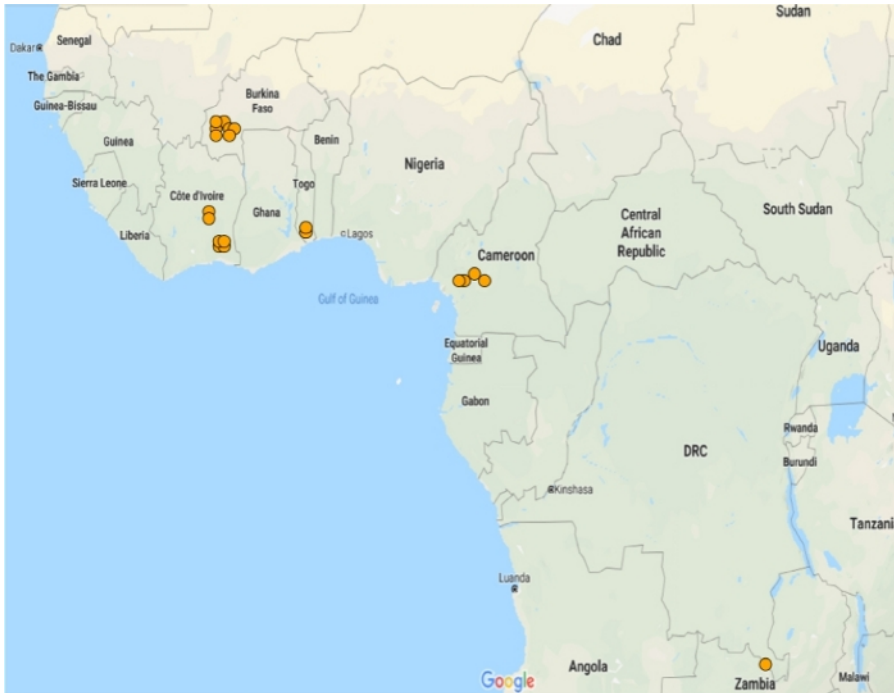 Sudan
Senegal
Chad
Dakar
The Gambia
Burkina
Faso
Guinea-Bissau
Benin
Guinea
Nigeria
Sierra Leone
Togo
Côte d'Ivoire
South Sudan
Ghana
Central
African
Republic
Liberia
Lagos
Cameroon
Gulf of Guinea
Equatorial
Guinea
Uganda
Gabon
Rwanda
DRC
Burundi
Kinshasa
Tanzani
Luanda
Angola
Google
Zambia
Malawi